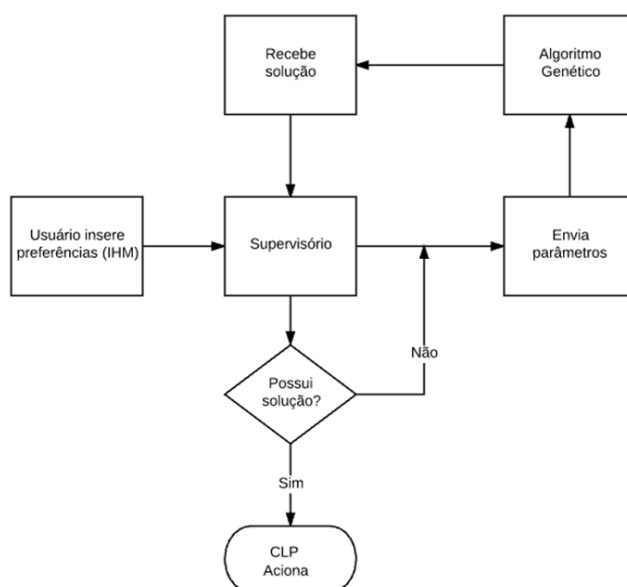 Recebe
solução
Algoritmo
Genético
Usuário insere
preferências (IHM)
Supervisório
Envia
parâmetros
Não
Possui
solução?
Sim
CLP
Aciona